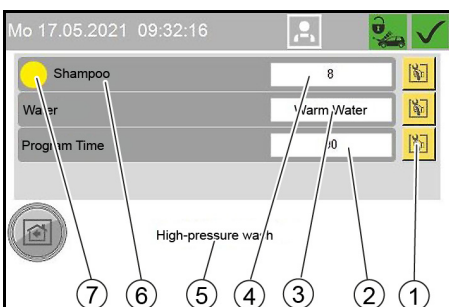 Mo 17.05.2021 09:32:16
Shampoo 8
Water Warm Water
Program Time
High-pressure wash
7 6 5 4 3 2 1